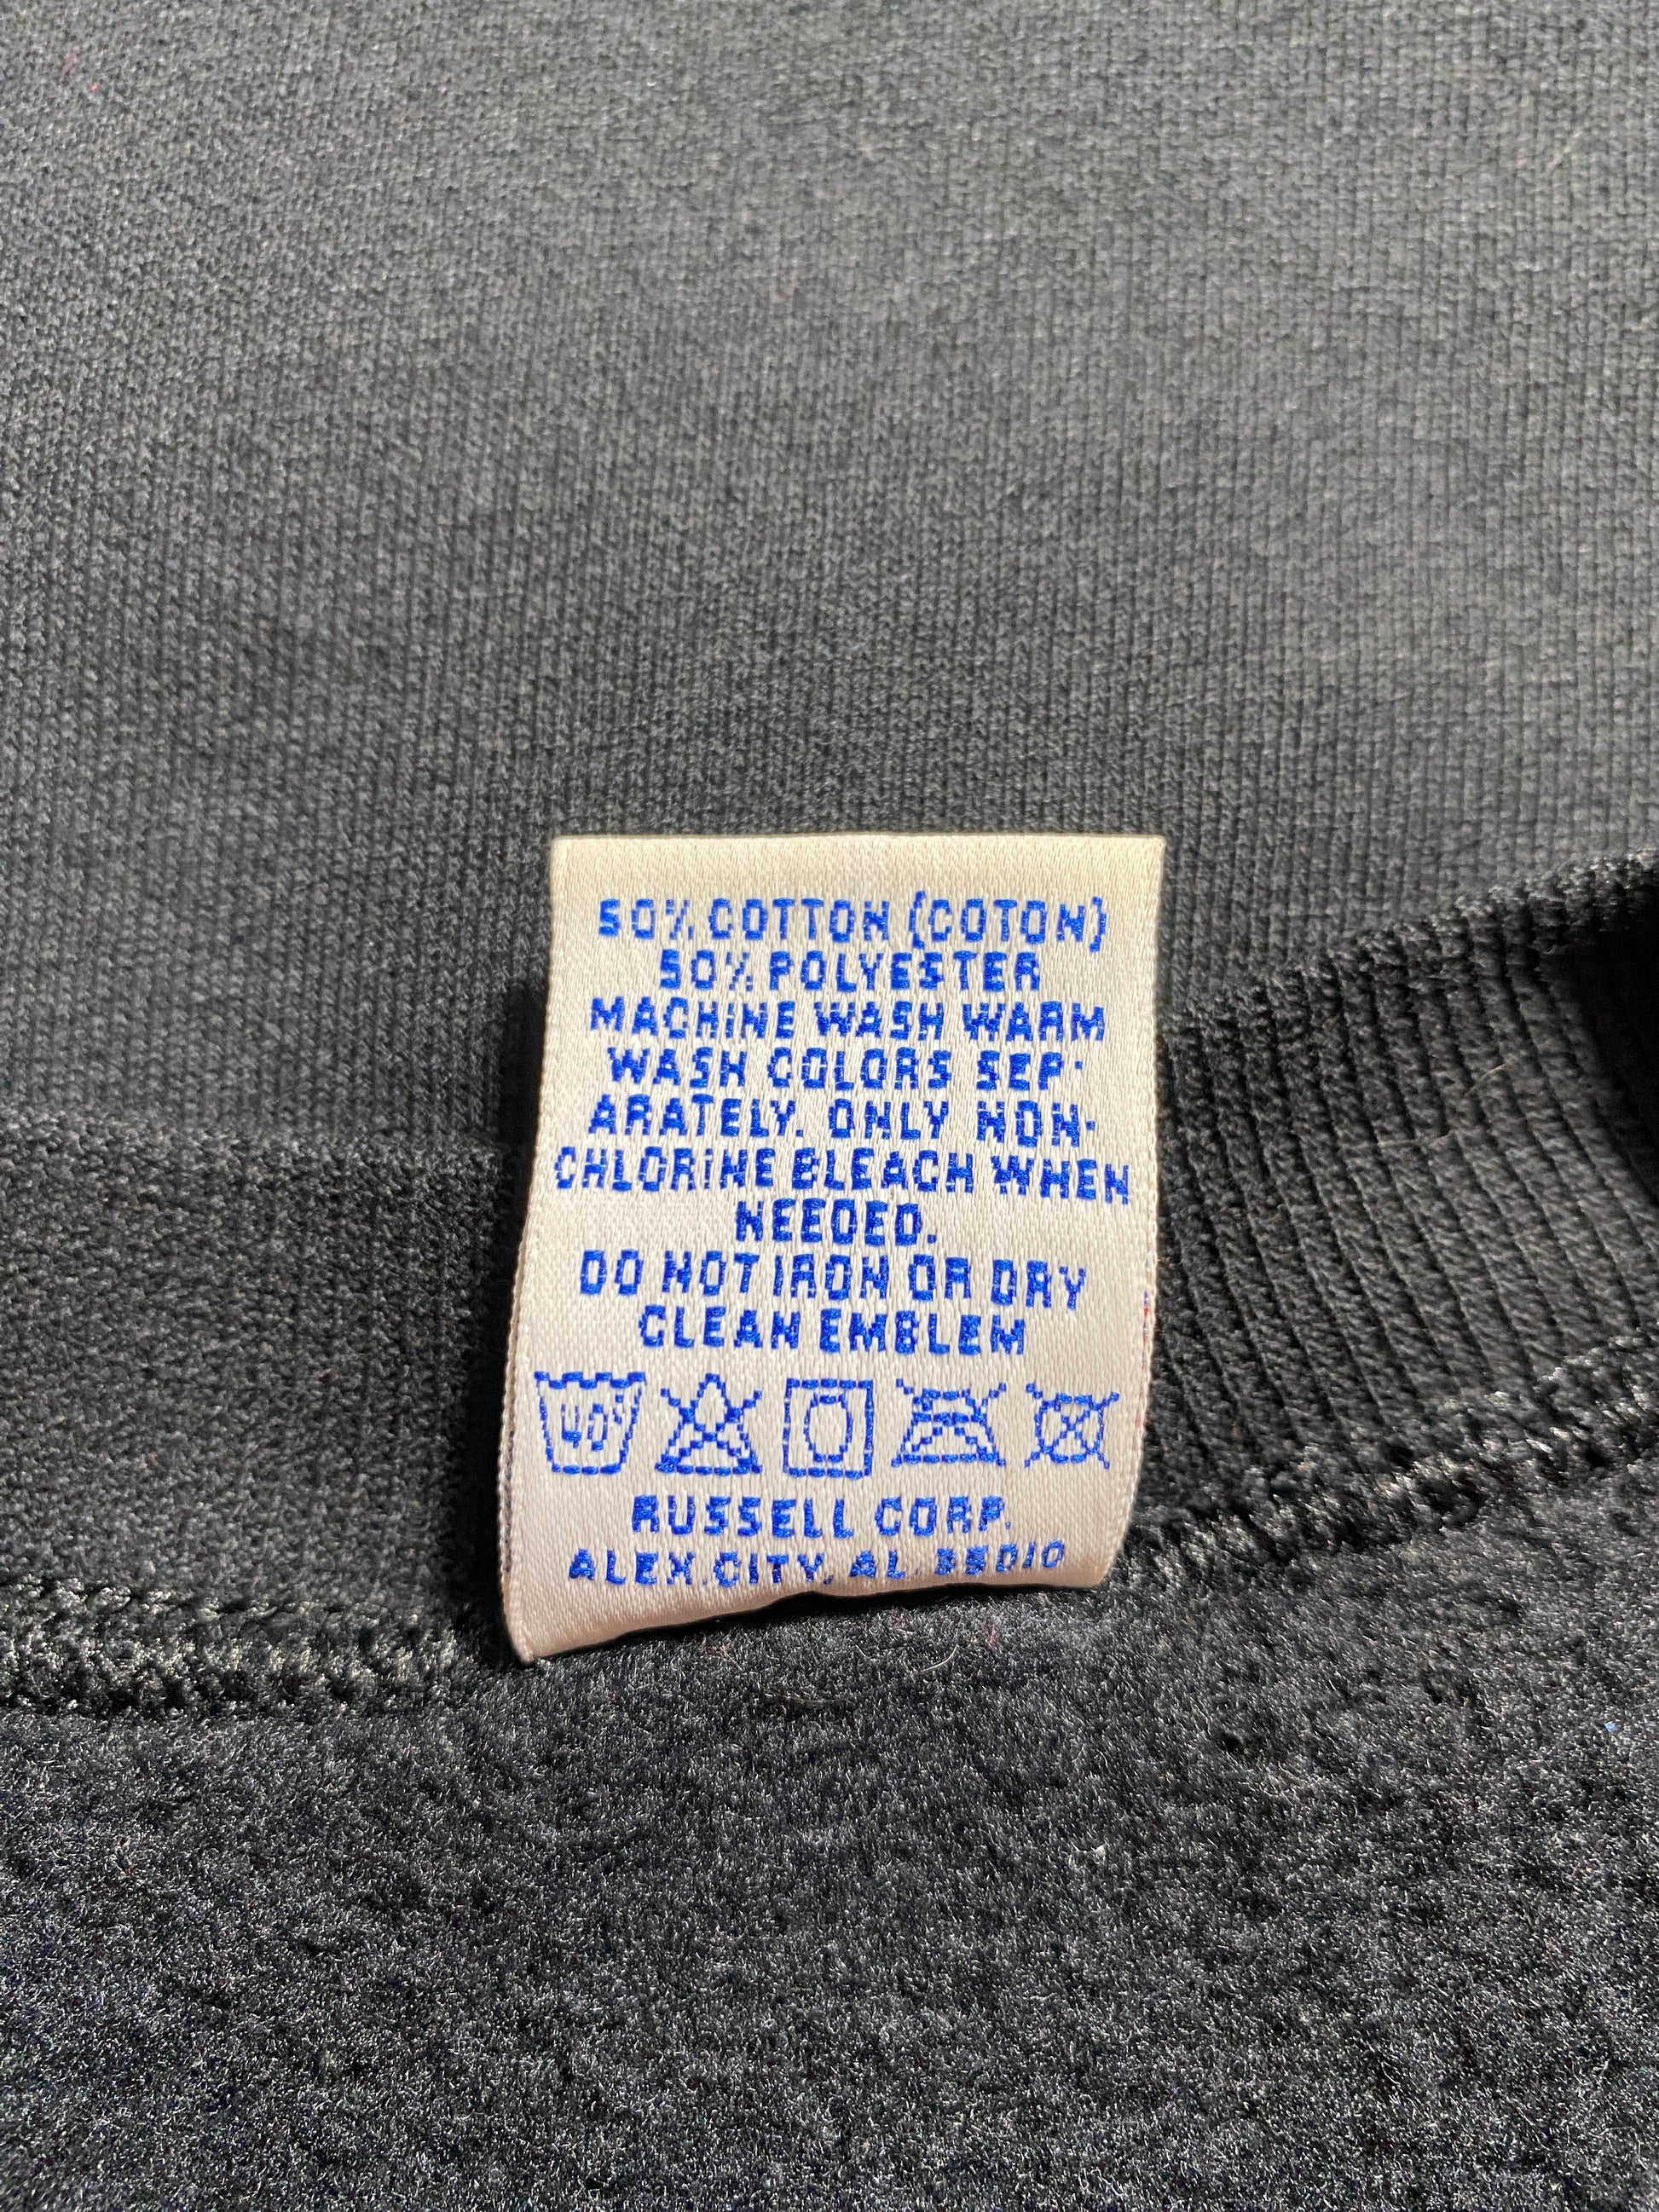 50% COTTON (COTON)
50% POLYESTER
MACHINE WASH WARM
WASH COLORS SEP-
ARATELY. ONLY NON-
CHLORINE BLEACH WHEN
NEEDED.
DO NOT IRON OR DRY
CLEAN EMBLEM
40°
RUSSELL CORP.
ALEX.CITY, AL. 35010